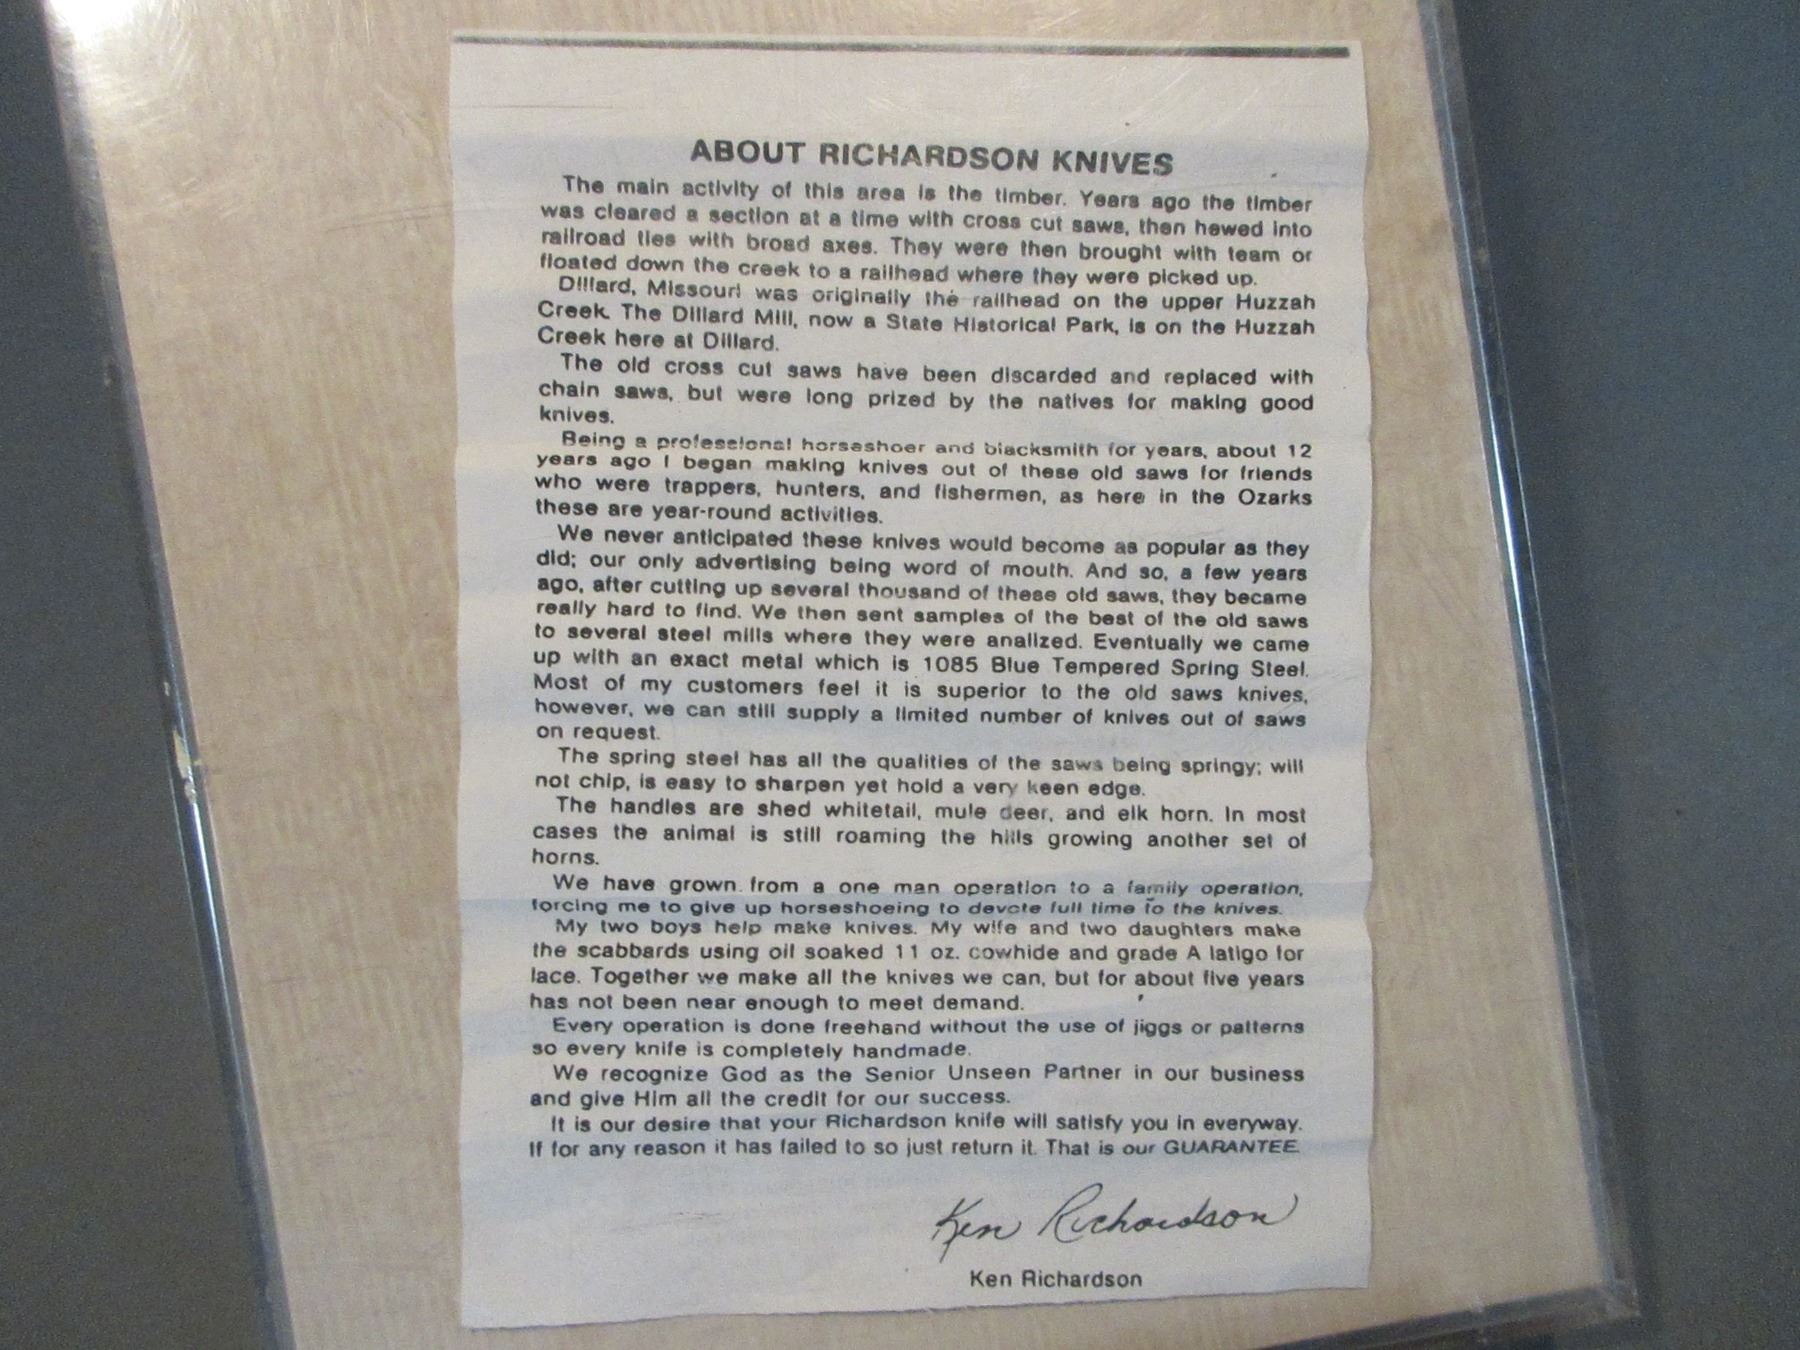 ABOUT RICHARDSON KNIVES
The main activity of this area is the timber. Years ago the timber
was cleared a section at a time with cross cut saws, then hewed into
railroad ties with broad axes. They were then brought with team or
floated down the creek to a railhead where they were picked up.
Dillard, Missouri was originally the railhead on the upper Huzzah
Creek. The Dillard Mill, now a State Historical Park, is on the Huzzah
Creek here at Dillard.
The old cross cut saws have been discarded and replaced with
chain saws, but were long prized by the natives for making good
knives.
Being a professional horseshoer and blacksmith for years, about 12
years ago I began making knives out of these old saws for friends
who were trappers, hunters, and fishermen, as here in the Ozarks
these are year-round activities.
We never anticipated these knives would become as popular as they
did; our only advertising being word of mouth. And so, a few years
ago, after cutting up several thousand of these old saws, they became
really hard to find. We then sent samples of the best of the old saws
to several steel mills where they were analized. Eventually we came
up with an exact metal which is 1085 Blue Tempered Spring Steel.
Most of my customers feel it is superior to the old saws knives,
however, we can still supply a limited number of knives out of saws
on request.
The spring steel has all the qualities of the saws being springy; will
not chip, is easy to sharpen yet hold a very keen edge.
The handles are shed whitetail, mule deer, and elk horn. In most
cases the animal is still roaming the hills growing another set of
horns.
We have grown from a one man operation to a family operation,
forcing me to give up horseshoeing to devote full time to the knives.
My two boys help make knives. My wife and two daughters make
the scabbards using oil soaked 11 oz. cowhide and grade A latigo for
lace. Together we make all the knives we can, but for about five years
has not been near enough to meet demand.
Every operation is done freehand without the use of jiggs or patterns
so every knife is completely handmade.
We recognize God as the Senior Unseen Partner in our business
and give Him all the credit for our success.
It is our desire that your Richardson knife will satisfy you in everyway.
If for any reason it has failed to so just return it. That is our GUARANTEE.
Ken Richardson
Ken Richardson